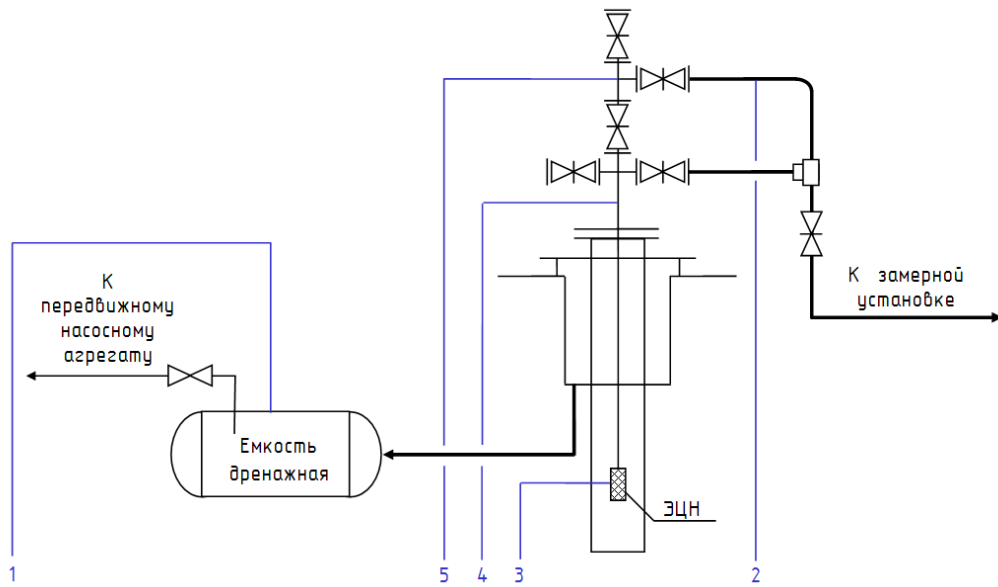 К
передвижному
насосному
агрегату
К замерной
установке
Емкость
дренажная
ЭЦН
1
5
4
3
2